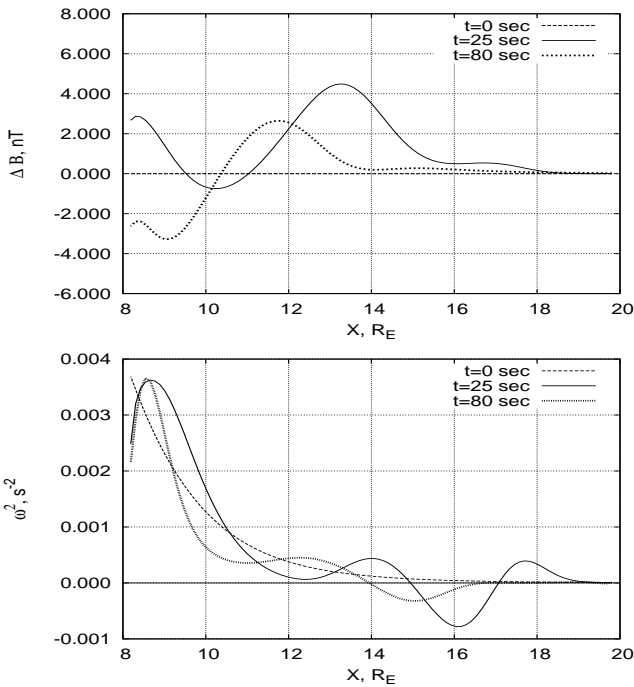 8.000
6.000
4.000
2.000
0.000
-2.000
-4.000
-6.000
Δ B, nT
t=0 sec
t=25 sec
t=80 sec
8 10 12 14 16 18 20
X, R_E
0.004
0.003
0.002
0.001
0.000
-0.001
ω², s⁻²
t=0 sec
t=25 sec
t=80 sec
8 10 12 14 16 18 20
X, R_E